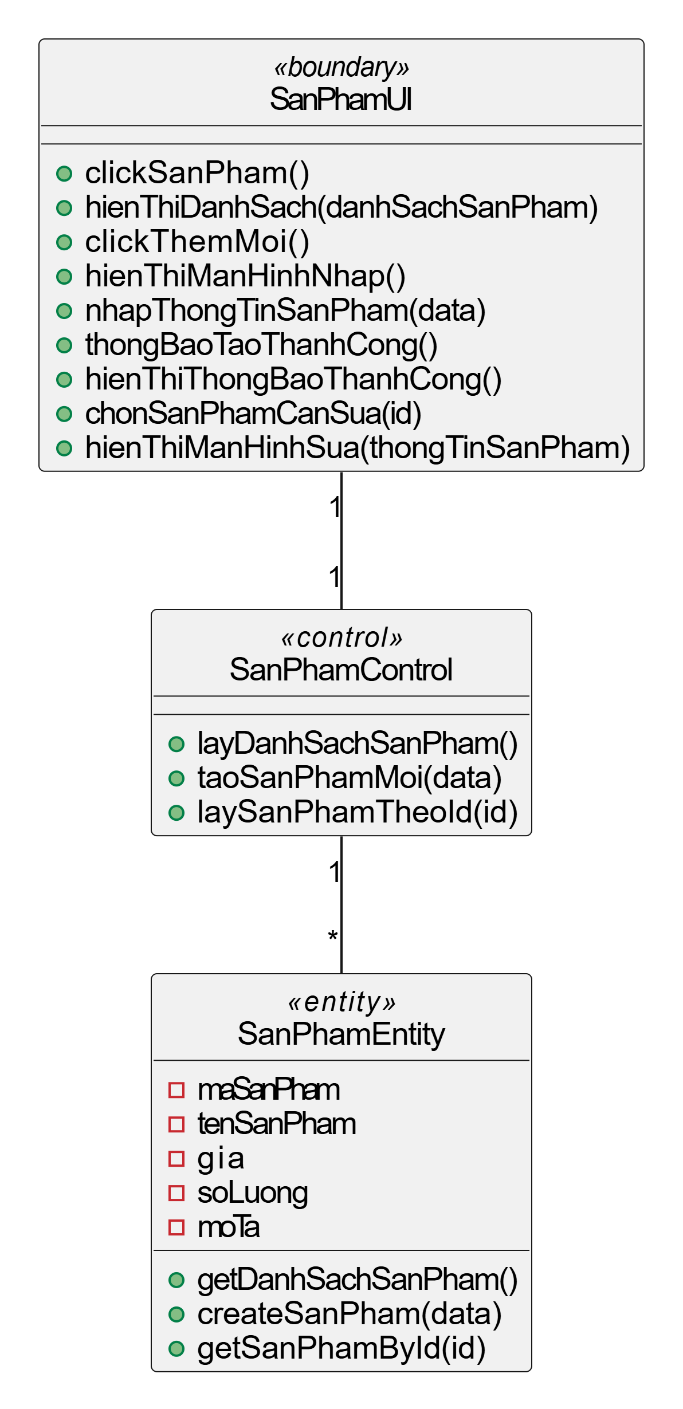 «boundary»
SanPhamUI
clickSanPham()
hienThiDanhSach(danhSachSanPham)
clickThemMoi()
hienThiManHinhNhap()
nhapThongTinSanPham(data)
thongBaoTaoThanhCong()
hienThiThongBaoThanhCong()
chonSanPhamCanSua(id)
hienThiManHinhSua(thongTinSanPham)
1
1
«control»
SanPhamControl
layDanhSachSanPham()
taoSanPhamMoi(data)
laySanPhamTheoId(id)
1
*
«entity»
SanPhamEntity
maSanPham
tenSanPham
gia
soLuong
moTa
getDanhSachSanPham()
createSanPham(data)
getSanPhamById(id)